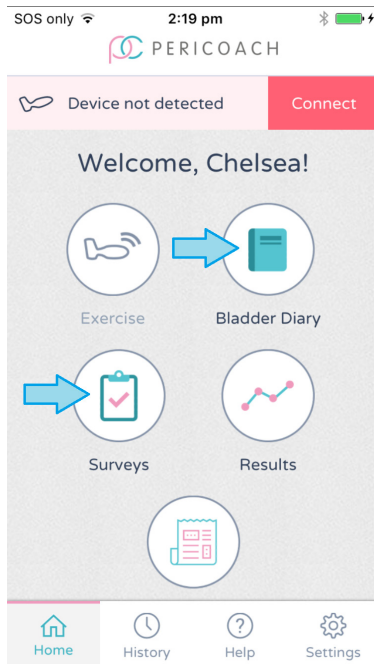 SOS only 2:19 pm
PERICOACH
Device not detected Connect
Welcome, Chelsea!
Exercise Bladder Diary
Surveys Results
Home History Help Settings